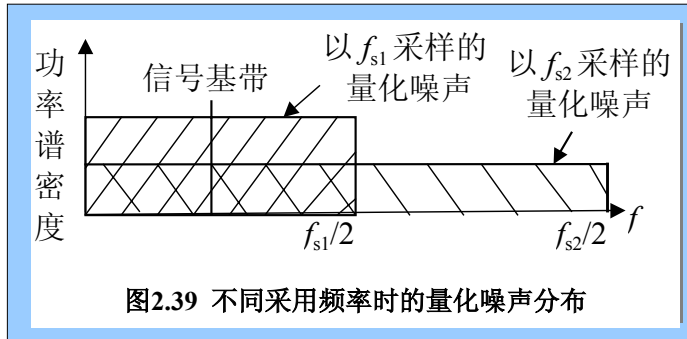 功率谱密度
信号基带
以fs1采样的
量化噪声
以fs2采样的
量化噪声
fs1/2
fs2/2
f
图2.39 不同采用频率时的量化噪声分布